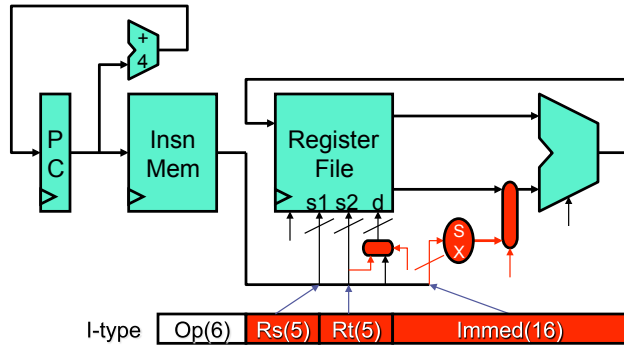 +
4
P
C
Insn
Mem
Register
File
s1 s2 d
S
X
I-type Op(6) Rs(5) Rt(5) Immed(16)